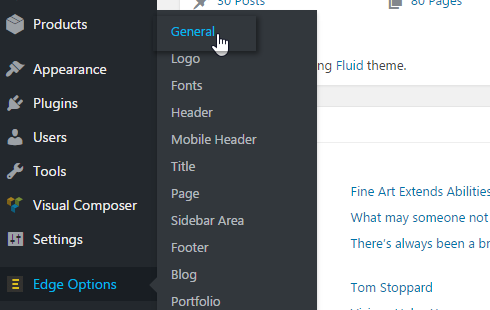 Products
Appearance
Plugins
Users
Tools
Visual Composer
Settings
Edge Options
General
Logo
Fonts
Header
Mobile Header
Title
Page
Sidebar Area
Footer
Blog
Portfolio
30 Posts
80 Pages
ng Fluid theme.
Fine Art Extends Abilities
What may someone not
There's always been a br
Tom Stoppard